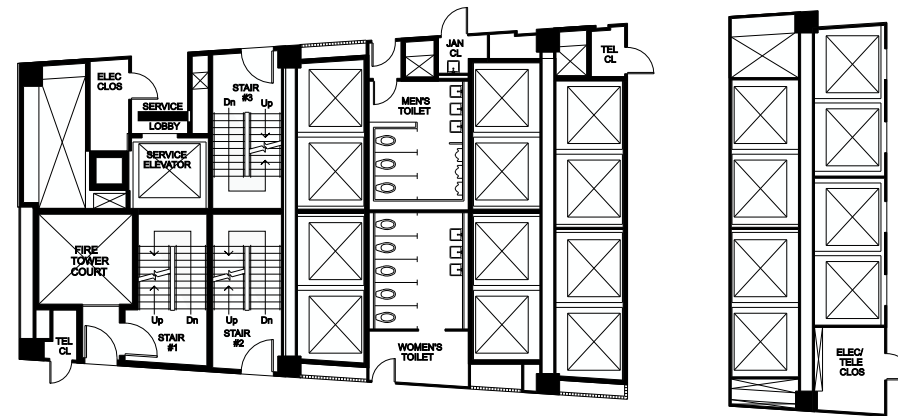 JAN
CL
TEL
CL
ELEC
CLOS
STAIR
#3
Dn
Up
SERVICE
LOBBY
MEN'S
TOILET
SERVICE
ELEVATOR
FIRE
TOWER
COURT
Up
Dn
STAIR
#1
Up
Dn
STAIR
#2
TEL
CL
WOMEN'S
TOILET
ELEC/
TELE
CLOS